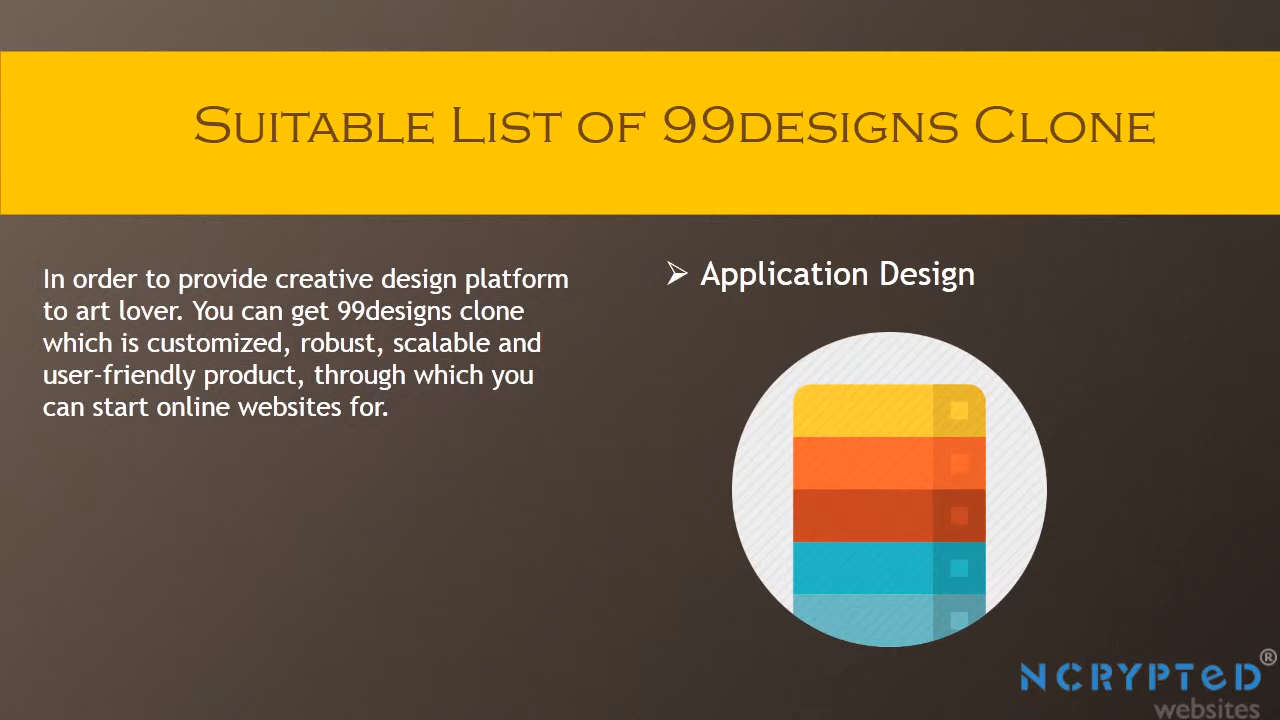 Suitable List of 99designs Clone
In order to provide creative design platform
to art lover. You can get 99designs clone
which is customized, robust, scalable and
user-friendly product, through which you
can start online websites for.
➢ Application Design
NCRYPTED®
websites